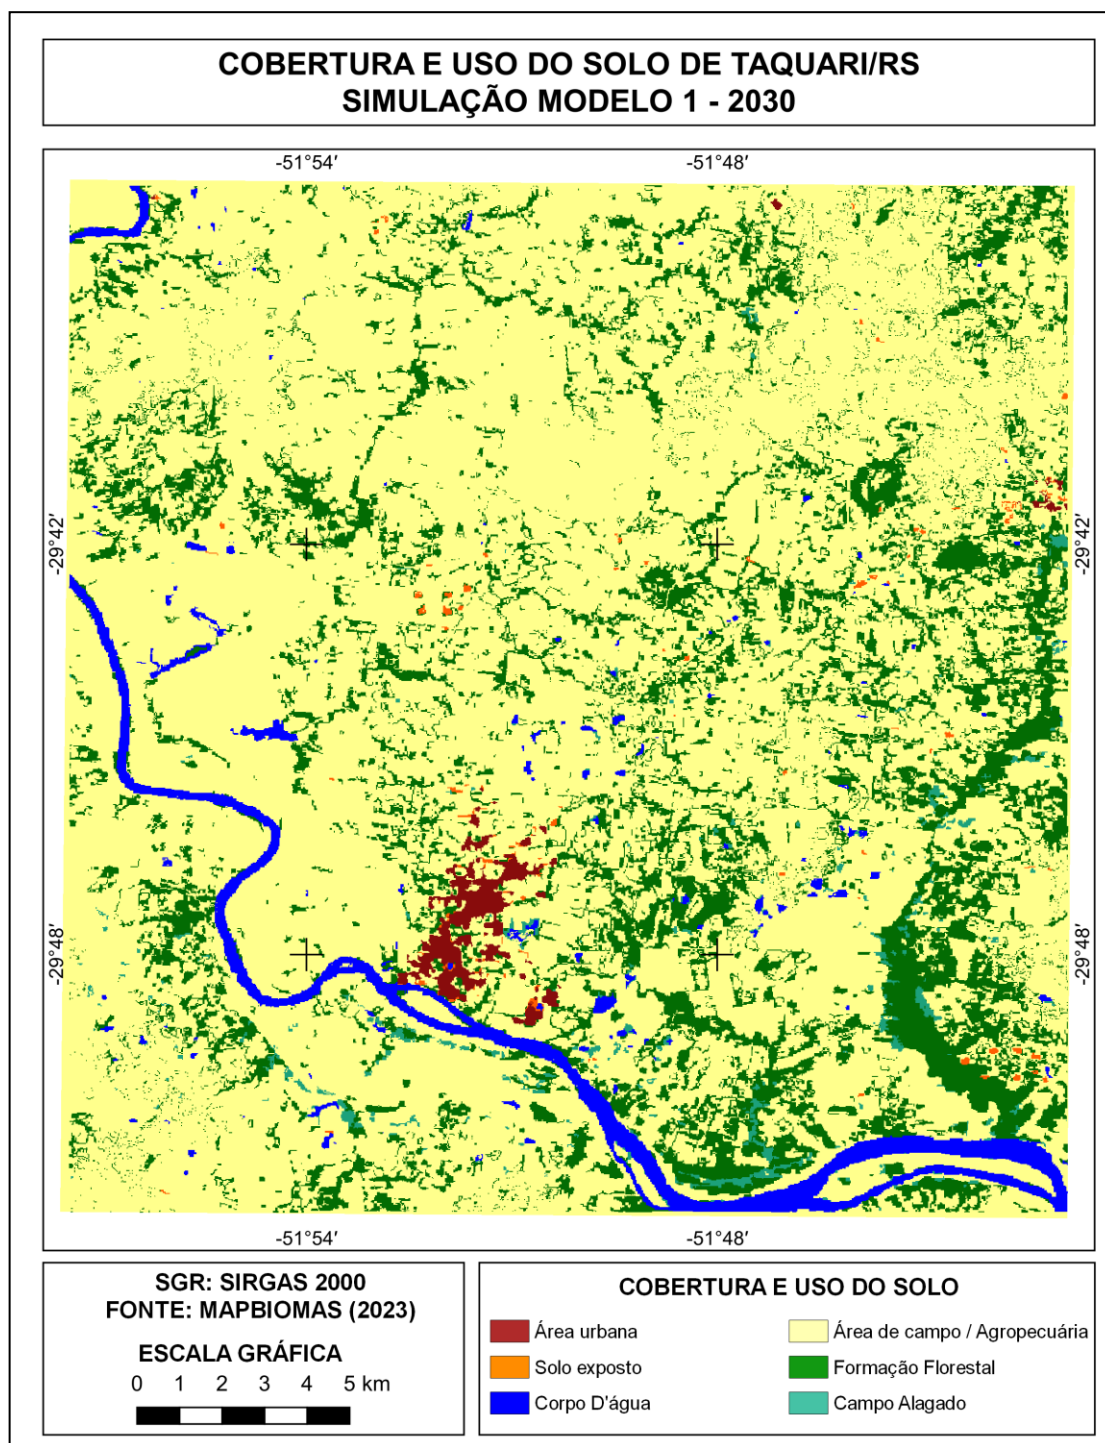 COBERTURA E USO DO SOLO DE TAQUARI/RS
SIMULAÇÃO MODELO 1 - 2030
-51°54′ -51°48′
-29°42′ -29°42′
-29°48′ -29°48′
-51°54′ -51°48′
SGR: SIRGAS 2000
FONTE: MAPBIOMAS (2023)
ESCALA GRÁFICA
0 1 2 3 4 5 km
COBERTURA E USO DO SOLO
Área urbana
Solo exposto
Corpo D'água
Área de campo / Agropecuária
Formação Florestal
Campo Alagado